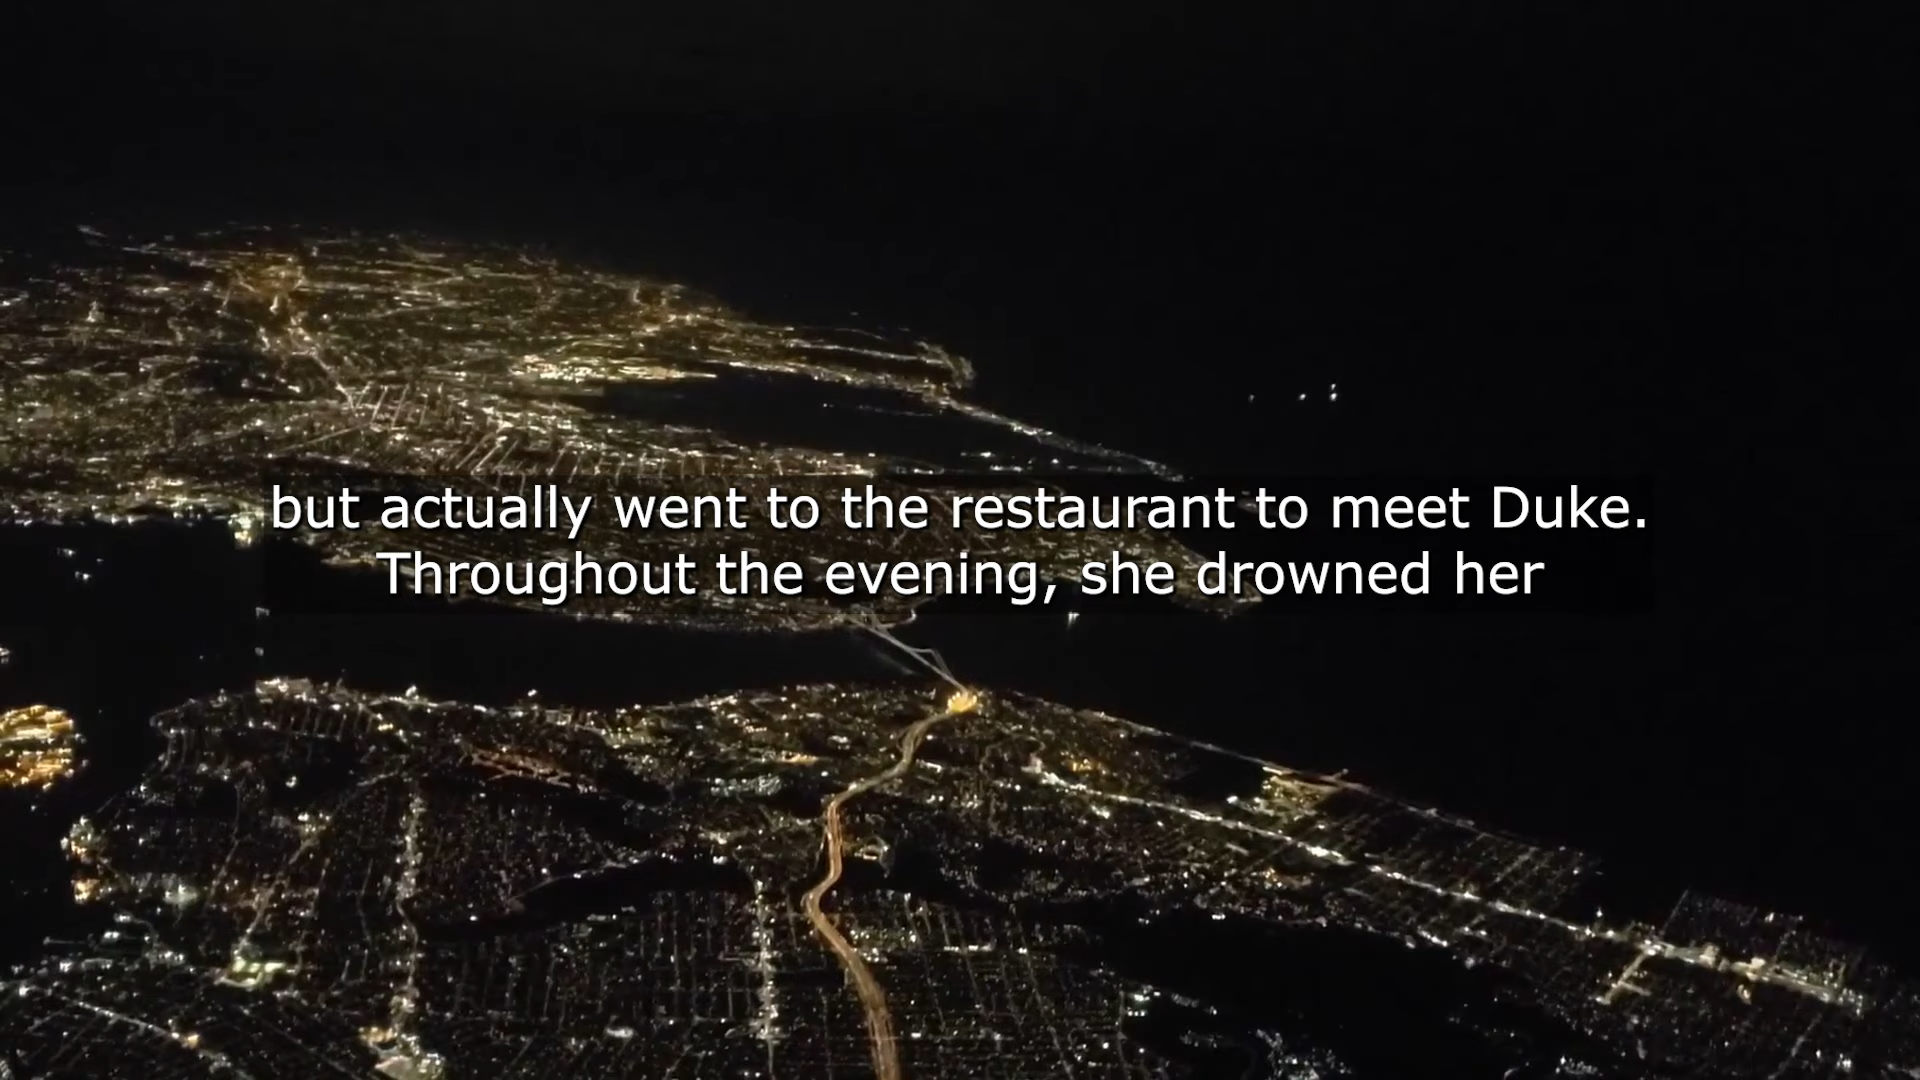 but actually went to the restaurant to meet Duke.
Throughout the evening, she drowned her